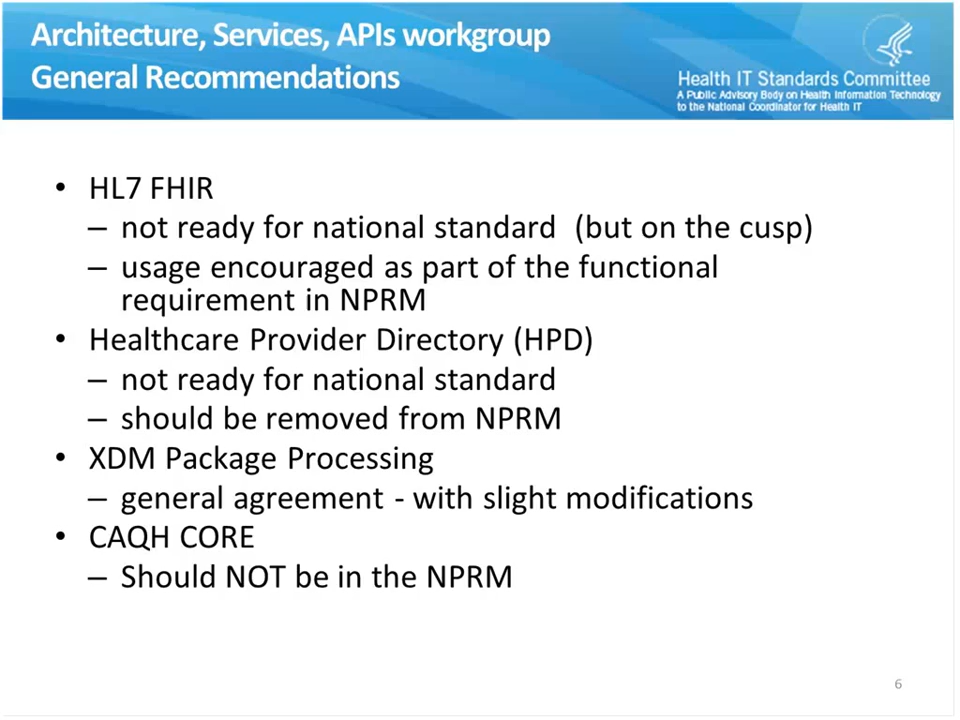 Architecture, Services, APIs workgroup
General Recommendations
Health IT Standards Committee
A Public Advisory Body on Health Information Technology
to the National Coordinator for Health IT
• HL7 FHIR
– not ready for national standard (but on the cusp)
– usage encouraged as part of the functional
requirement in NPRM
• Healthcare Provider Directory (HPD)
– not ready for national standard
– should be removed from NPRM
• XDM Package Processing
– general agreement - with slight modifications
• CAQH CORE
– Should NOT be in the NPRM
6